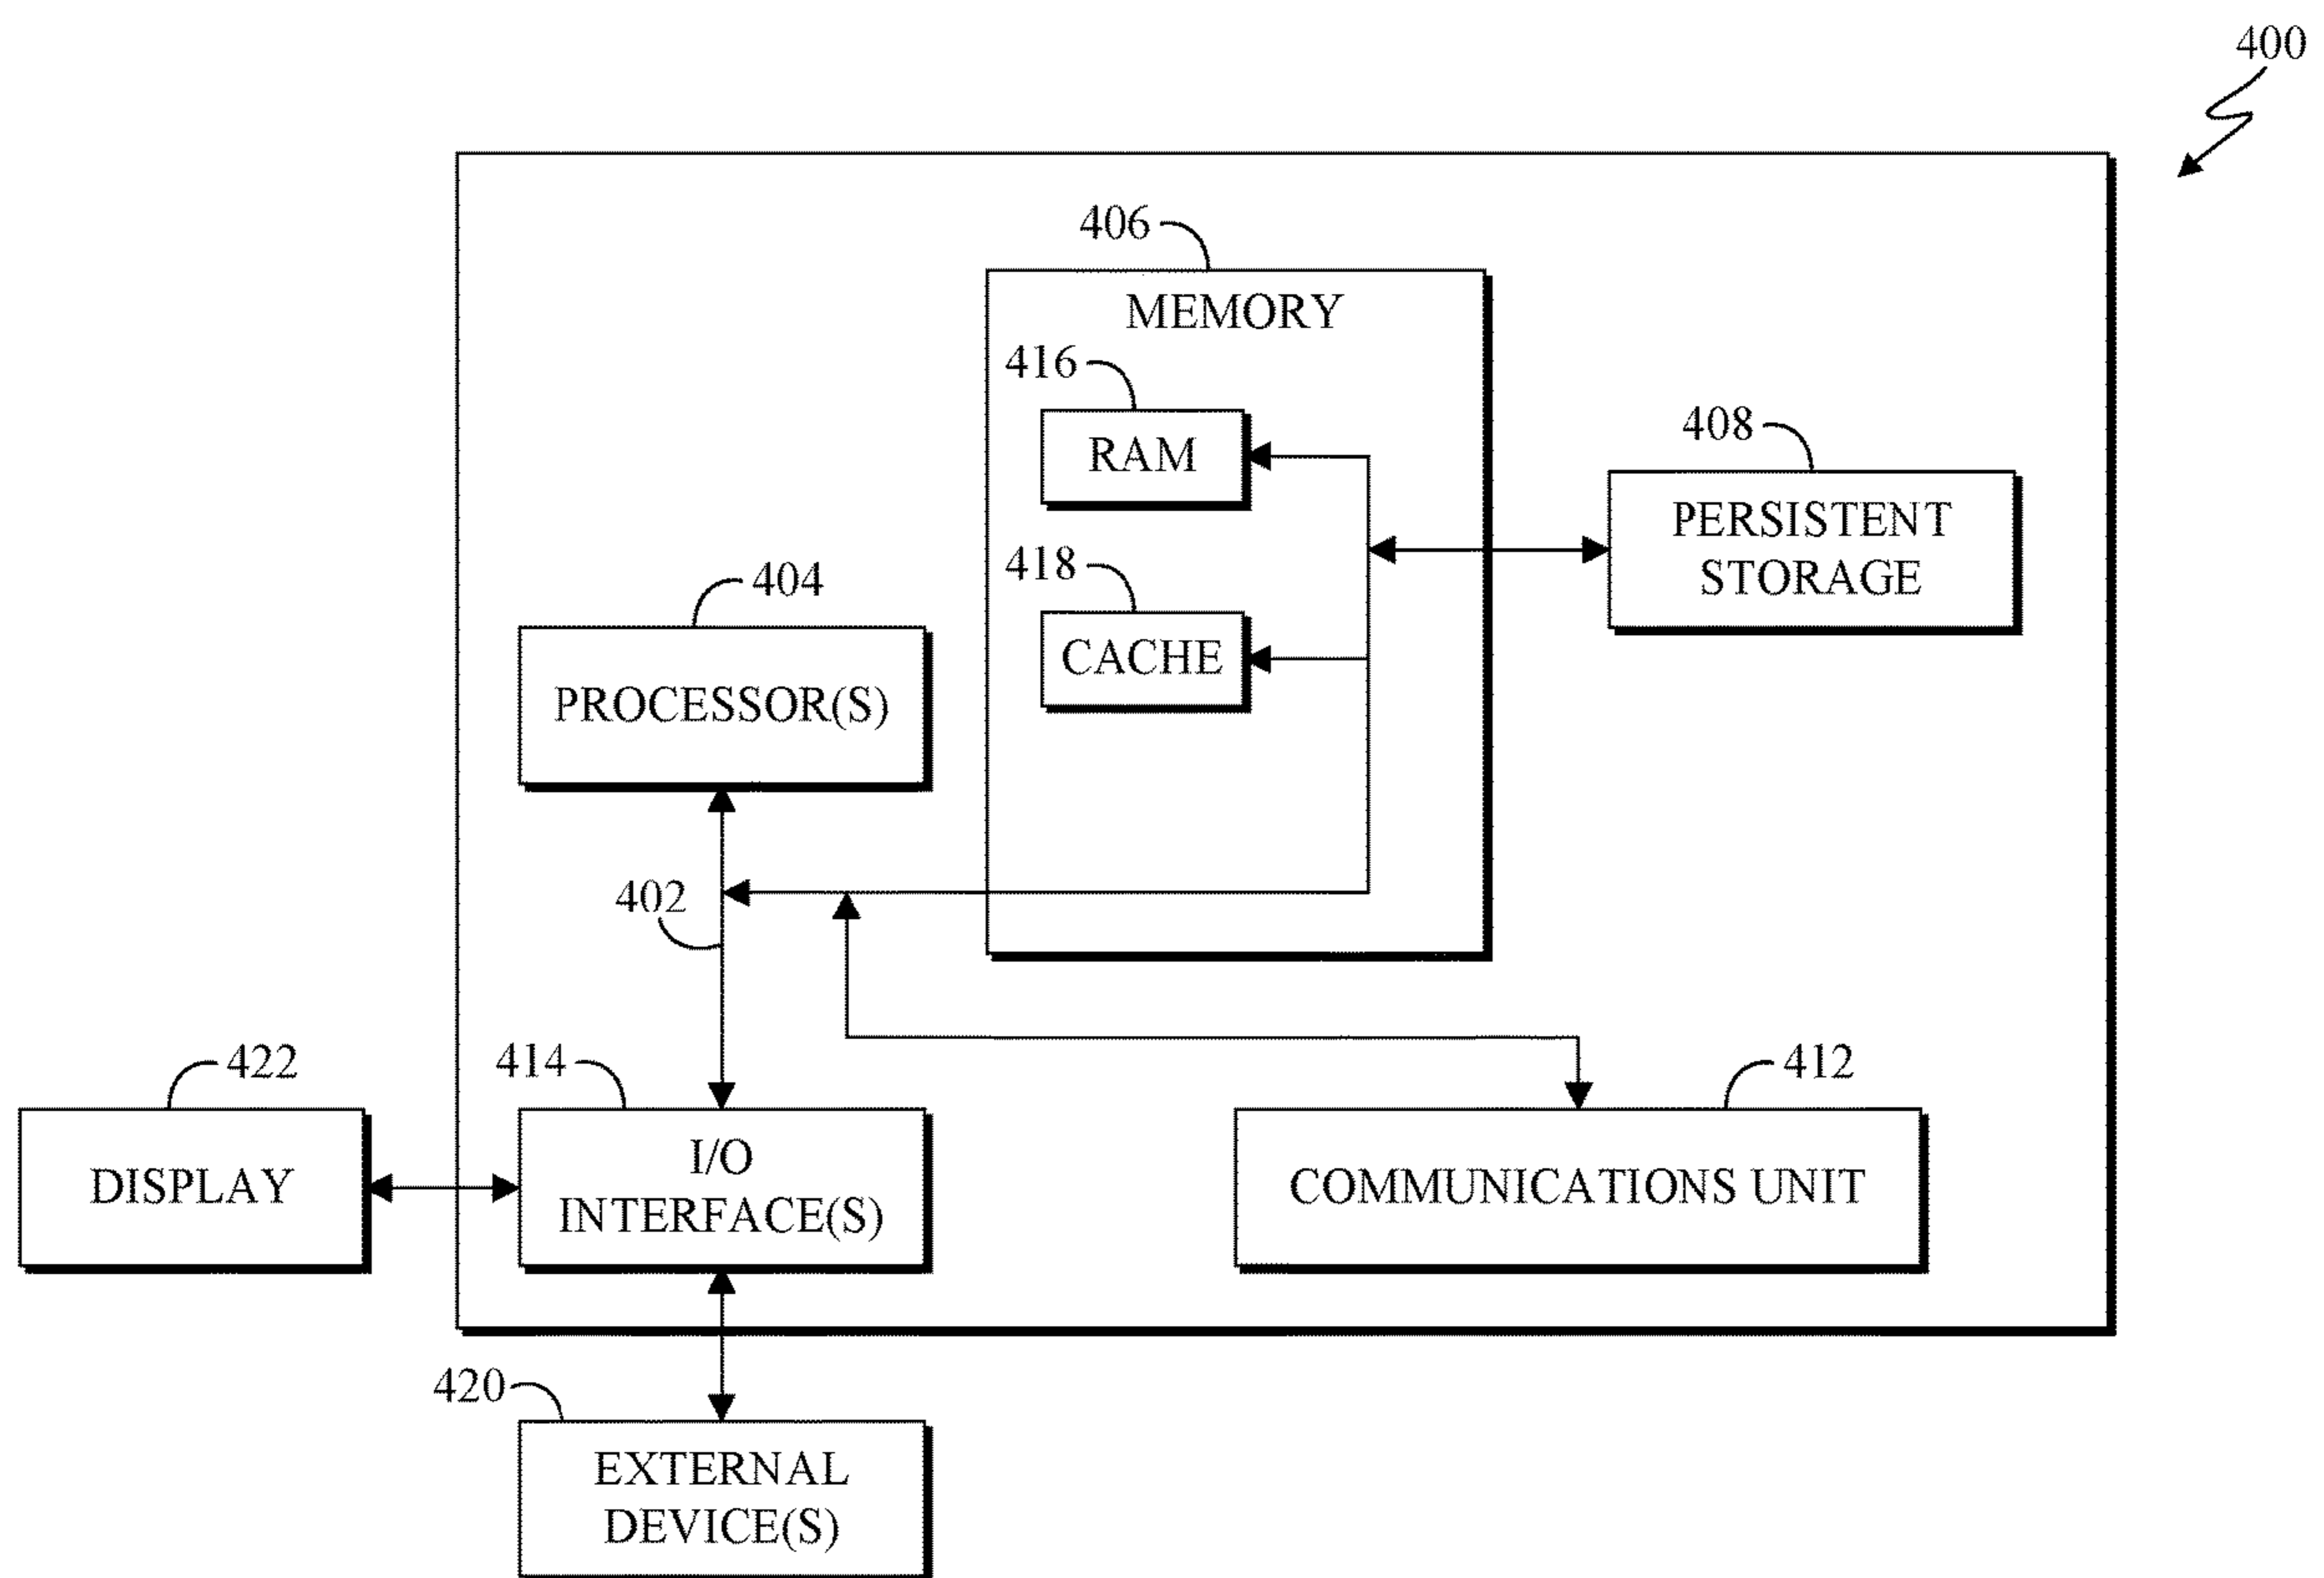 400
406
MEMORY
416
RAM
408
PERSISTENT
STORAGE
418
CACHE
404
PROCESSOR(S)
402
422
DISPLAY
414
I/O
INTERFACE(S)
412
COMMUNICATIONS UNIT
420
EXTERNAL
DEVICE(S)